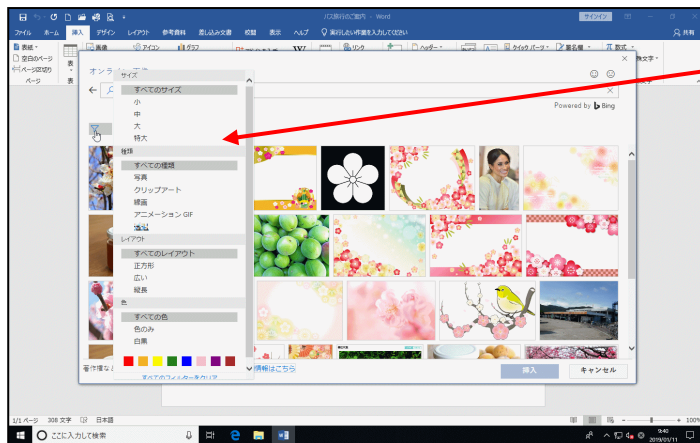 バス旅行のご案内 - Word
サインイン
ファイル ホーム 挿入 デザイン レイアウト 参考資料 差し込み文書 校閲 表示 ヘルプ 実行したい作業を入力してください 共有
表紙
空白のページ
ページ区切り
ページ
表
表
画像
アイコン
グラフ
W
リンク
ヘッダー
クイック パーツ
署名欄
数式
オンライン
サイズ
すべてのサイズ
小
中
大
特大
Powered by Bing
種類
すべての種類
写真
クリップアート
線画
アニメーション GIF
透過
レイアウト
すべてのレイアウト
正方形
広い
縦長
色
すべての色
色のみ
白黒
すべてのフィルターをクリア
著作権な
情報はこちら
挿入 キャンセル
1/1 ページ 308 文字 日本語 100%
ここに入力して検索
9:40
2019/01/11